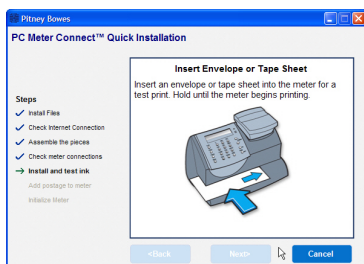 Pitney Bowes
PC Meter Connect™ Quick Installation
Insert Envelope or Tape Sheet
Insert an envelope or tape sheet into the meter for a
test print. Hold until the meter begins printing.
Steps
Install Files
Check Internet Connection
Assemble the pieces
Check meter connections
Install and test ink
Add postage to meter
Initialize Meter
<Back
Next>
Cancel